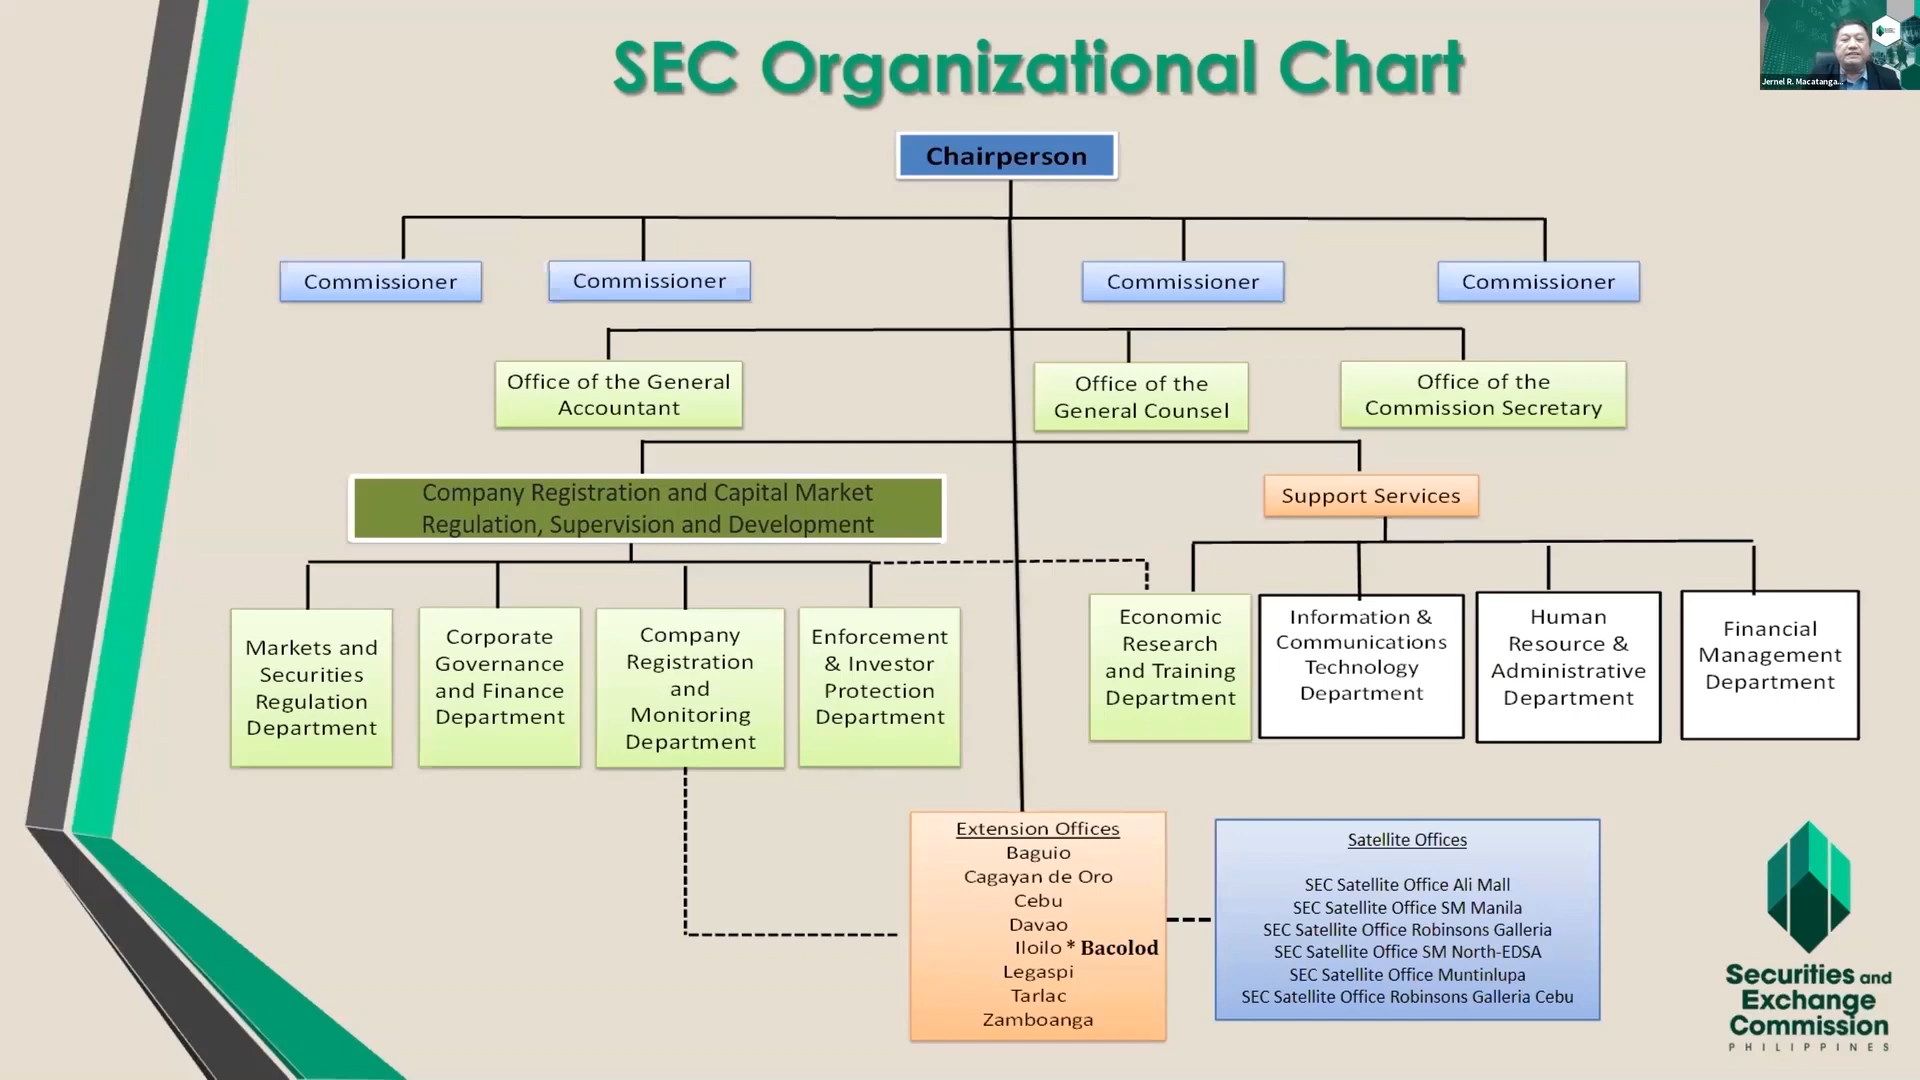 SEC Organizational Chart
Jernel R. Macatanga...
Chairperson
Commissioner
Commissioner
Commissioner
Commissioner
Office of the General
Accountant
Office of the
General Counsel
Office of the
Commission Secretary
Company Registration and Capital Market
Regulation, Supervision and Development
Support Services
Markets and
Securities
Regulation
Department
Corporate
Governance
and Finance
Department
Company
Registration
and
Monitoring
Department
Enforcement
& Investor
Protection
Department
Economic
Research
and Training
Department
Information &
Communications
Technology
Department
Human
Resource &
Administrative
Department
Financial
Management
Department
Extension Offices
Baguio
Cagayan de Oro
Cebu
Davao
Iloilo * Bacolod
Legaspi
Tarlac
Zamboanga
Satellite Offices
SEC Satellite Office Ali Mall
SEC Satellite Office SM Manila
SEC Satellite Office Robinsons Galleria
SEC Satellite Office SM North-EDSA
SEC Satellite Office Muntinlupa
SEC Satellite Office Robinsons Galleria Cebu
Securities and
Exchange
Commission
PHILIPPINES